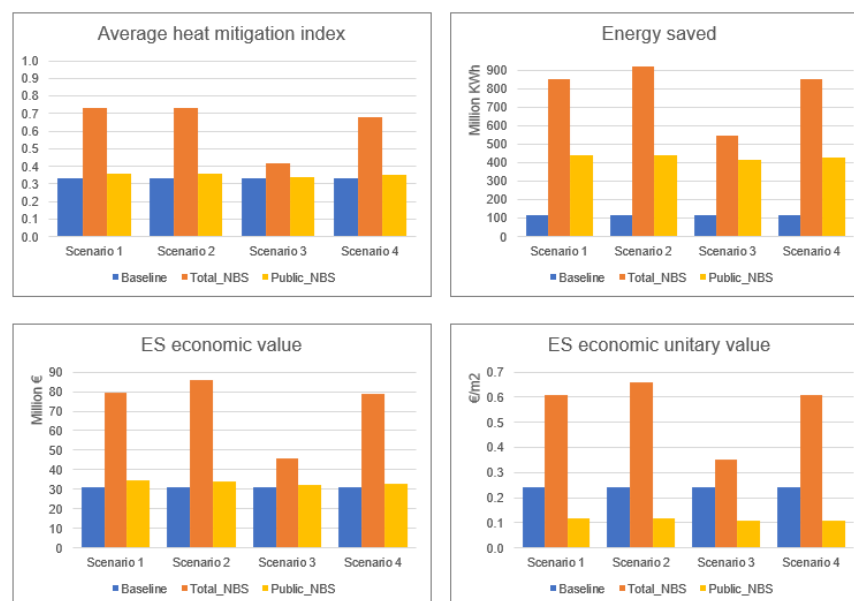 Average heat mitigation index
1.0
0.9
0.8
0.7
0.6
0.5
0.4
0.3
0.2
0.1
0.0
Scenario 1 Scenario 2 Scenario 3 Scenario 4
Baseline Total_NBS Public_NBS
Energy saved
Million KWh
900
800
700
600
500
400
300
200
100
0
Scenario 1 Scenario 2 Scenario 3 Scenario 4
Baseline Total_NBS Public_NBS
ES economic value
Million €
90
80
70
60
50
40
30
20
10
0
Scenario 1 Scenario 2 Scenario 3 Scenario 4
Baseline Total_NBS Public_NBS
ES economic unitary value
€/m2
0.7
0.6
0.5
0.4
0.3
0.2
0.1
0.0
Scenario 1 Scenario 2 Scenario 3 Scenario 4
Baseline Total_NBS Public_NBS